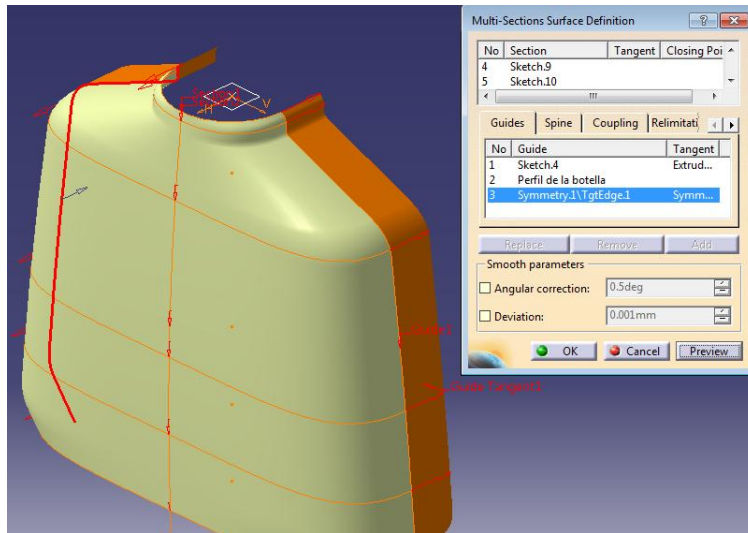 Multi-Sections Surface Definition
No Section Tangent Closing Poi
4 Sketch.9
5 Sketch.10
Guides Spine Coupling Relimitati
No Guide Tangent
1 Sketch.4 Extrud...
2 Perfil de la botella
3 Symmetry.1\TgtEdge.1 Symm...
Replace Remove Add
Smooth parameters
Angular correction: 0.5deg
Deviation: 0.001mm
OK Cancel Preview
H V
Guide Tangent1